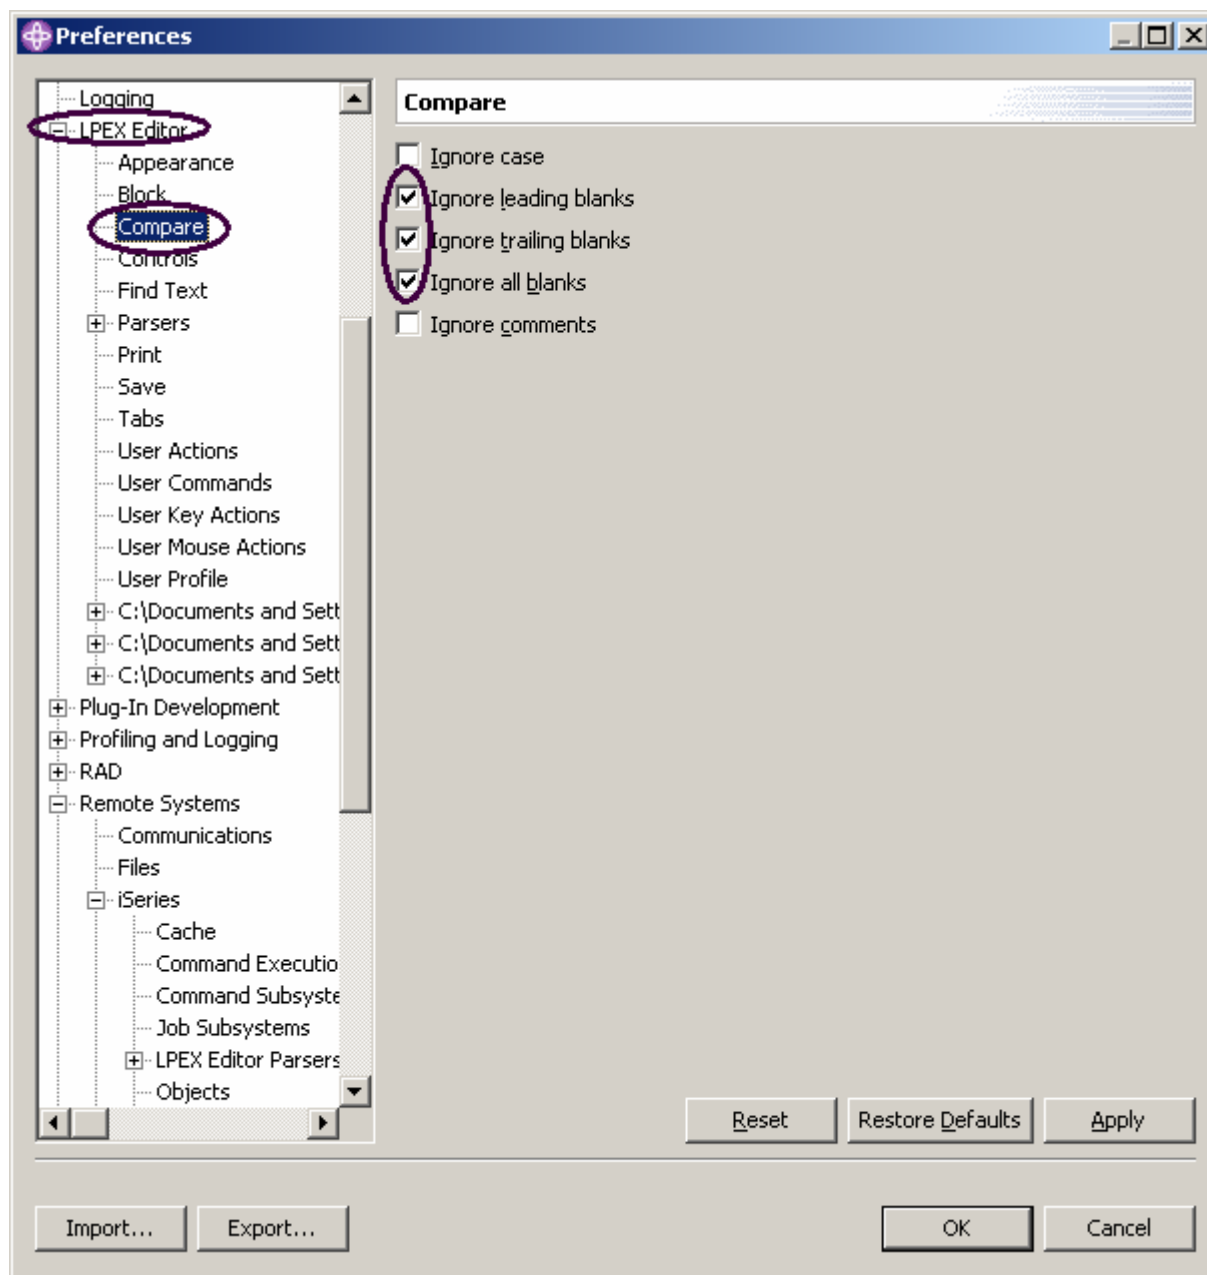 Preferences
Logging
LPEX Editor
Appearance
Block
Compare
Controls
Find Text
Parsers
Print
Save
Tabs
User Actions
User Commands
User Key Actions
User Mouse Actions
User Profile
C:\Documents and Sett
C:\Documents and Sett
C:\Documents and Sett
Plug-In Development
Profiling and Logging
RAD
Remote Systems
Communications
Files
iSeries
Cache
Command Executio
Command Subsyste
Job Subsystems
LPEX Editor Parsers
Objects
Compare
Ignore case
Ignore leading blanks
Ignore trailing blanks
Ignore all blanks
Ignore comments
Reset
Restore Defaults
Apply
Import...
Export...
OK
Cancel